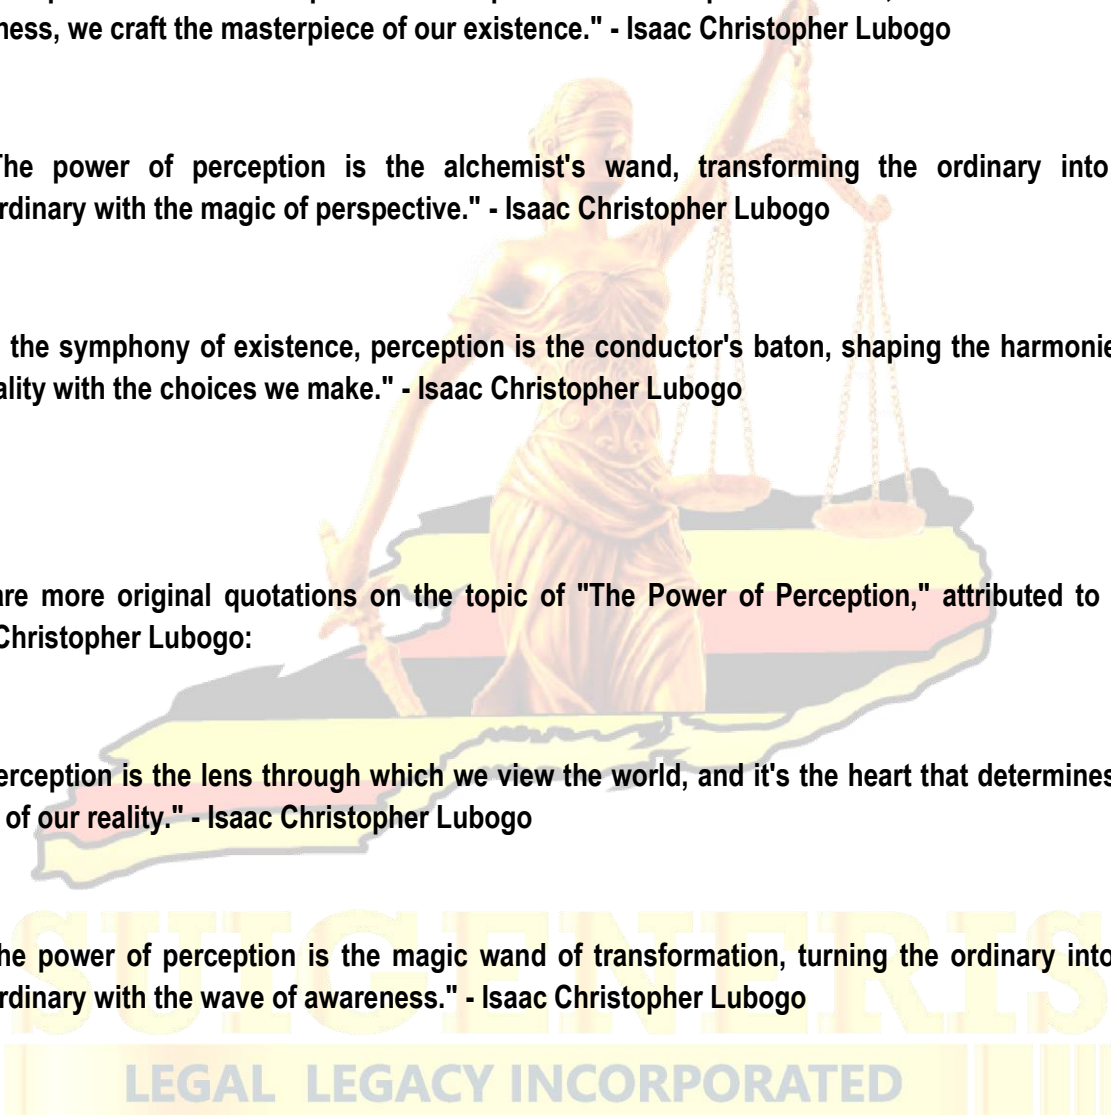 ness, we craft the masterpiece of our existence." - Isaac Christopher Lubogo
The power of perception is the alchemist's wand, transforming the ordinary into
rdinary with the magic of perspective." - Isaac Christopher Lubogo
the symphony of existence, perception is the conductor's baton, shaping the harmonie
ality with the choices we make." - Isaac Christopher Lubogo
are more original quotations on the topic of "The Power of Perception," attributed to
Christopher Lubogo:
erception is the lens through which we view the world, and it's the heart that determines
of our reality." - Isaac Christopher Lubogo
he power of perception is the magic wand of transformation, turning the ordinary into
rdinary with the wave of awareness." - Isaac Christopher Lubogo
SUIGENERIS
LEGAL LEGACY INCORPORATED